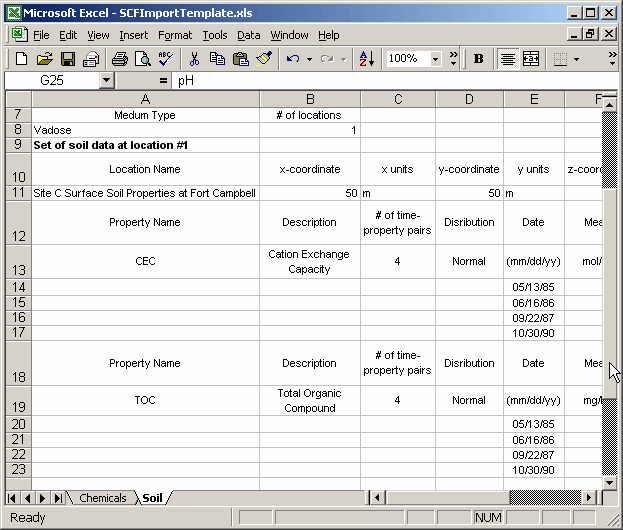 Microsoft Excel - SCFImportTemplate.xls
File Edit View Insert Format Tools Data Window Help
100% » B »
G25 = pH
A B C D E F
7 Medum Type # of locations
8 Vadose 1
9 Set of soil data at location #1
10 Location Name x-coordinate x units y-coordinate y units z-coor
11 Site C Surface Soil Properties at Fort Campbell 50 m 50 m
12 Property Name Description # of time-
property pairs Disribution Date Mea
13 CEC Cation Exchange
Capacity 4 Normal (mm/dd/yy) mol/
14 05/13/85
15 06/16/86
16 09/22/87
17 10/30/90
18 Property Name Description # of time-
property pairs Disribution Date Mea
19 TOC Total Organic
Compound 4 Normal (mm/dd/yy) mg/
20 05/13/85
21 06/16/86
22 09/22/87
23 10/30/90
Chemicals Soil
Ready NUM